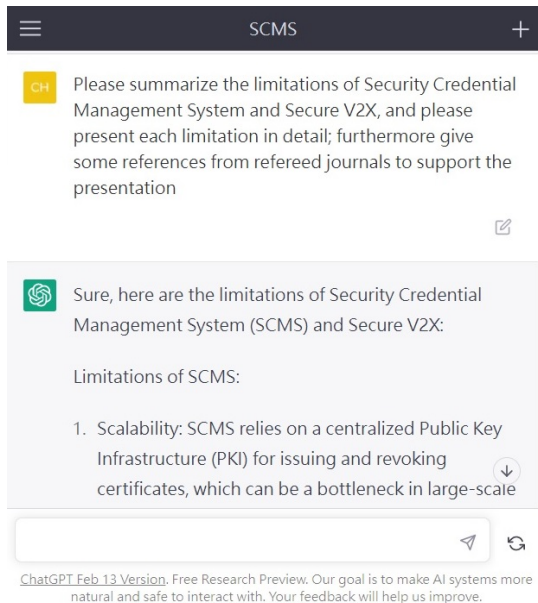 SCMS
CH
Please summarize the limitations of Security Credential
Management System and Secure V2X, and please
present each limitation in detail; furthermore give
some references from refereed journals to support the
presentation
Sure, here are the limitations of Security Credential
Management System (SCMS) and Secure V2X:
Limitations of SCMS:
1. Scalability: SCMS relies on a centralized Public Key
Infrastructure (PKI) for issuing and revoking
certificates, which can be a bottleneck in large-scale
ChatGPT Feb 13 Version. Free Research Preview. Our goal is to make AI systems more
natural and safe to interact with. Your feedback will help us improve.